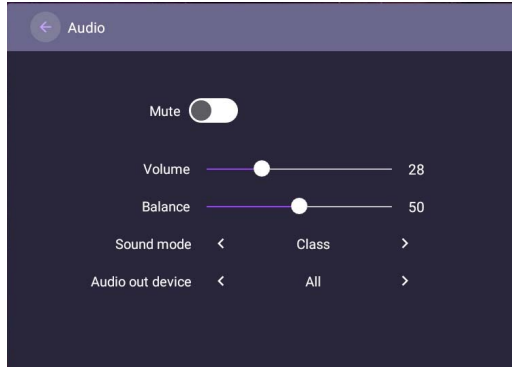 Audio
Mute
Volume 28
Balance 50
Sound mode < Class >
Audio out device < All >